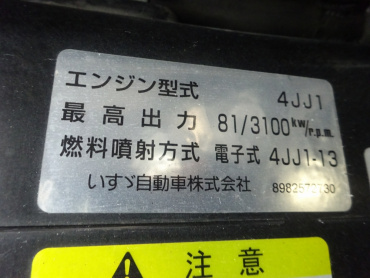 エンジン型式 4JJ1
最高出力 81/3100kw/r.p.m.
燃料噴射方式 電子式 4JJ1-13
いすゞ自動車株式会社
注意